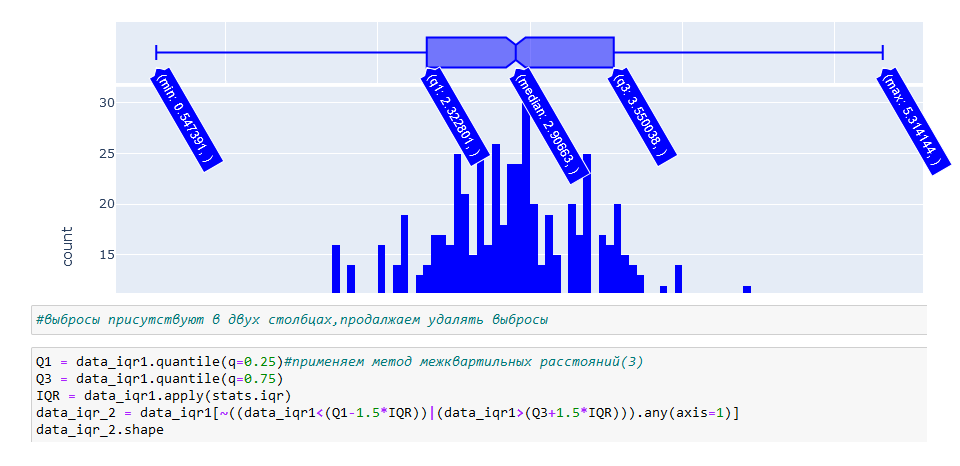 (min: 0.547391, )
(q1: 2.322801, )
(median: 2.90663, )
(q3: 3.550038, )
(max: 5.314144, )
30
25
20
15
count
#выбросы присутствуют в двух столбцах,продалжаем удалять выбросы
Q1 = data_iqr1.quantile(q=0.25)#применяем метод межквартильных расстояний(3)
Q3 = data_iqr1.quantile(q=0.75)
IQR = data_iqr1.apply(stats.iqr)
data_iqr_2 = data_iqr1[~((data_iqr1<(Q1-1.5*IQR))|(data_iqr1>(Q3+1.5*IQR))).any(axis=1)]
data_iqr_2.shape